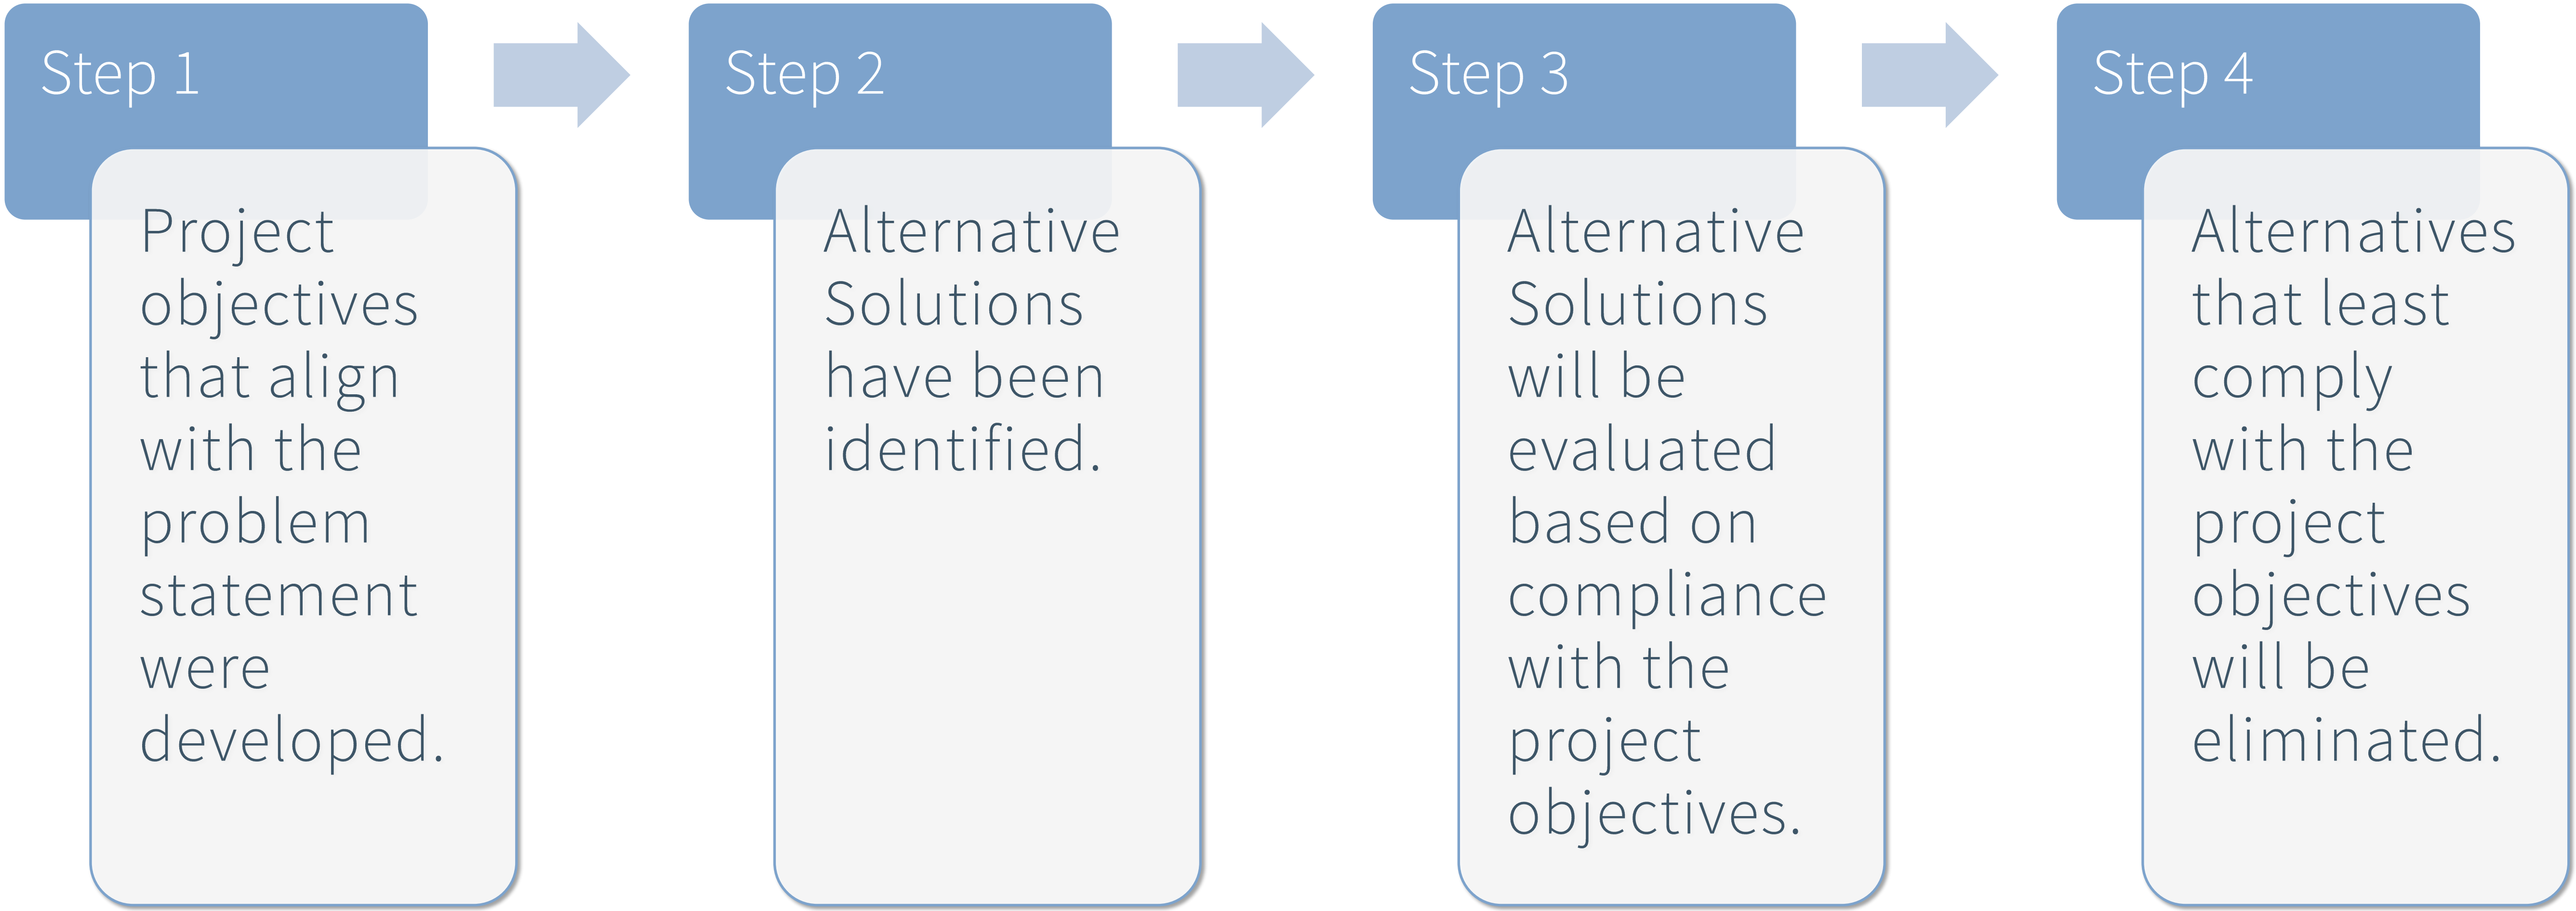 Step 1
Project
objectives
that align
with the
problem
statement
were
developed.
Step 2
Alternative
Solutions
have been
identified.
Step 3
Alternative
Solutions
will be
evaluated
based on
compliance
with the
project
objectives.
Step 4
Alternatives
that least
comply
with the
project
objectives
will be
eliminated.